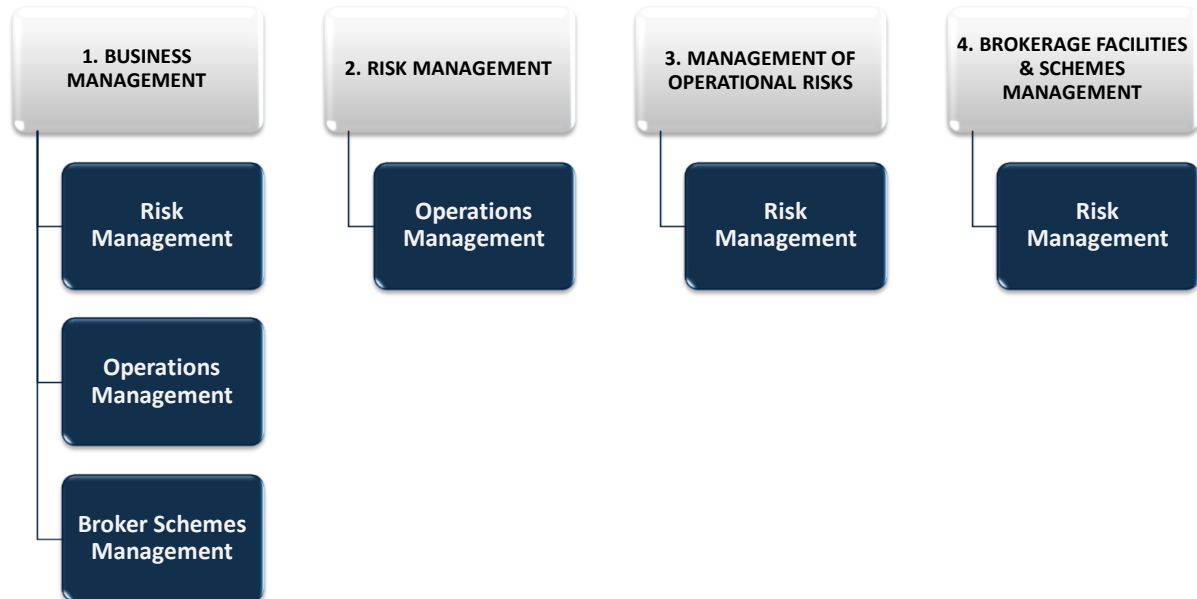 1. BUSINESS
MANAGEMENT
Risk
Management
Operations
Management
Broker Schemes
Management
2. RISK MANAGEMENT
Operations
Management
3. MANAGEMENT OF
OPERATIONAL RISKS
Risk
Management
4. BROKERAGE FACILITIES
& SCHEMES
MANAGEMENT
Risk
Management